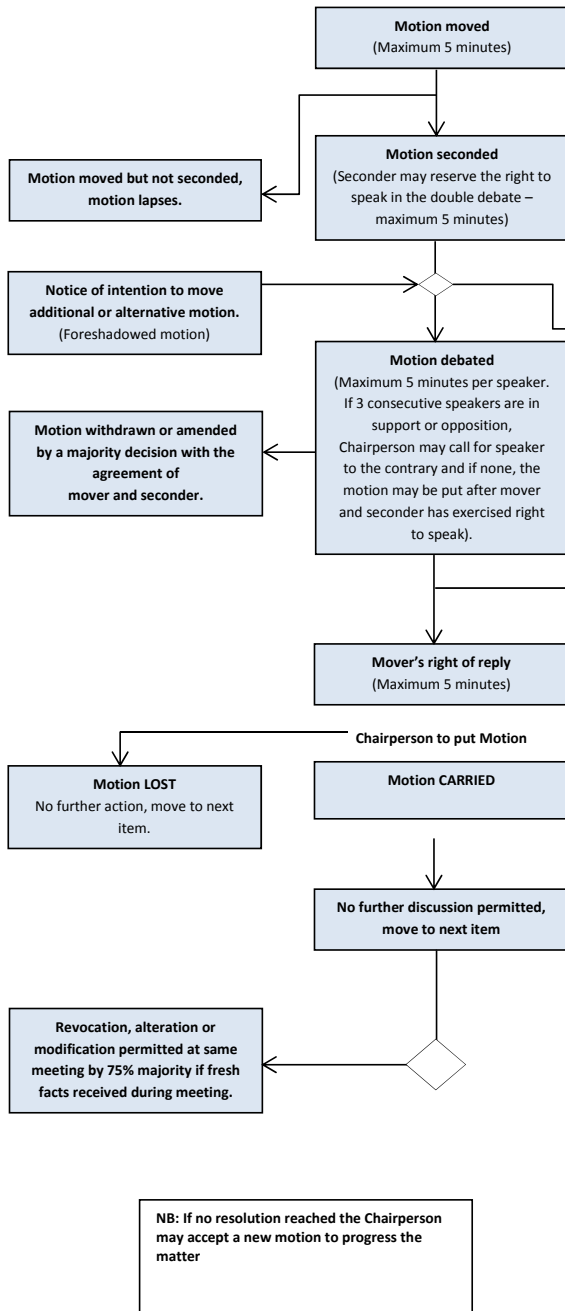 Motion moved
(Maximum 5 minutes)
Motion seconded
(Seconder may reserve the right to
speak in the double debate –
maximum 5 minutes)
Motion moved but not seconded,
motion lapses.
Notice of intention to move
additional or alternative motion.
(Foreshadowed motion)
Motion debated
(Maximum 5 minutes per speaker.
If 3 consecutive speakers are in
support or opposition,
Chairperson may call for speaker
to the contrary and if none, the
motion may be put after mover
and seconder has exercised right
to speak).
Motion withdrawn or amended
by a majority decision with the
agreement of
mover and seconder.
Mover’s right of reply
(Maximum 5 minutes)
Chairperson to put Motion
Motion LOST
No further action, move to next
item.
Motion CARRIED
No further discussion permitted,
move to next item
Revocation, alteration or
modification permitted at same
meeting by 75% majority if fresh
facts received during meeting.
NB: If no resolution reached the Chairperson
may accept a new motion to progress the
matter